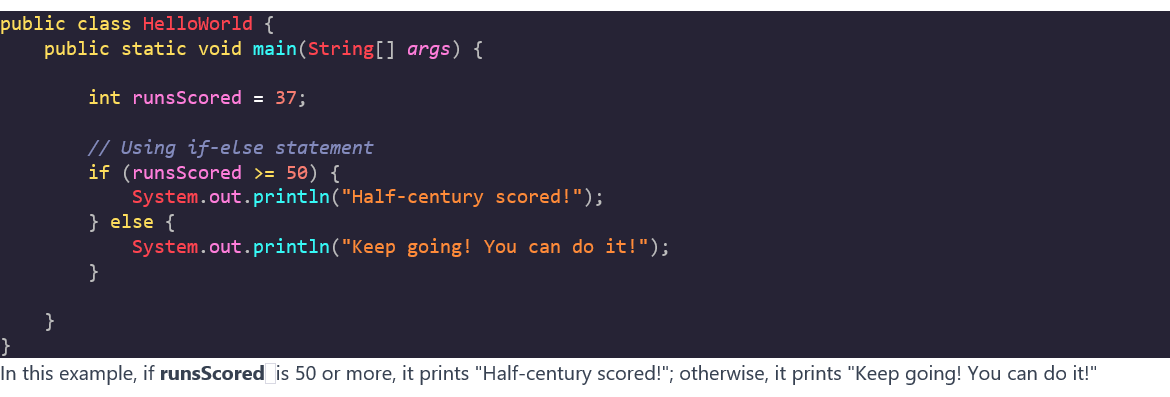 public class HelloWorld {
    public static void main(String[] args) {
        int runsScored = 37;
        // Using if-else statement
        if (runsScored >= 50) {
            System.out.println("Half-century scored!");
        } else {
            System.out.println("Keep going! You can do it!");
        }
    }
}
In this example, if runsScored is 50 or more, it prints "Half-century scored!"; otherwise, it prints "Keep going! You can do it!"